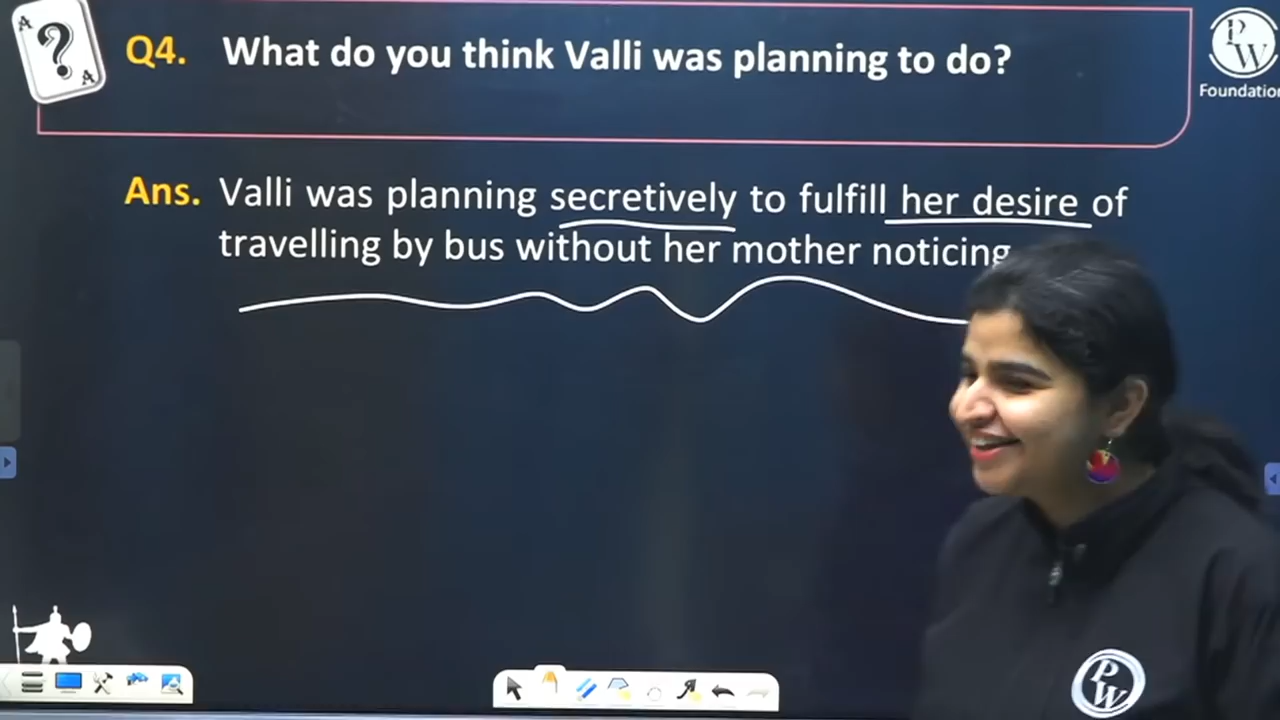 A
?
A
Q4. What do you think Valli was planning to do?
PW
Foundation
Ans. Valli was planning secretively to fulfill her desire of
travelling by bus without her mother noticing
PW